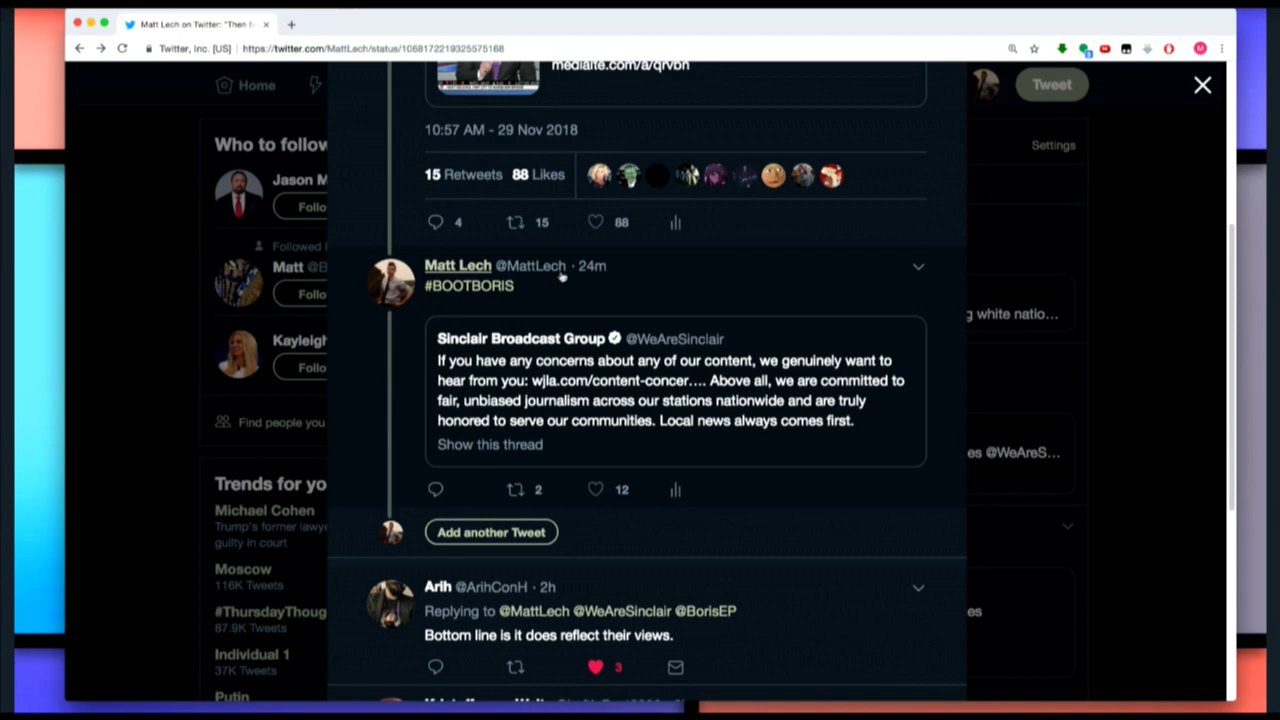 Matt Lech on Twitter: "Then
Twitter, Inc. [US]
https://twitter.com/MattLech/status/1068172219325575168
Home
Tweet
mediaite.com/a/qrvbn
10:57 AM - 29 Nov 2018
15 Retweets 88 Likes
4 15 88
Who to follow
Settings
Jason M
Follo
Followed
Matt @B
Follo
Kayleigh
Follo
Find people you
Matt Lech @MattLech · 24m
#BOOTBORIS
Sinclair Broadcast Group @WeAreSinclair
If you have any concerns about any of our content, we genuinely want to
hear from you: wjla.com/content-concer…. Above all, we are committed to
fair, unbiased journalism across our stations nationwide and are truly
honored to serve our communities. Local news always comes first.
Show this thread
2 12
Add another Tweet
g white natio…
es @WeAreS…
es
Trends for yo
Michael Cohen
Trump's former lawye
guilty in court
Moscow
116K Tweets
#ThursdayThoug
87.9K Tweets
Individual 1
37K Tweets
Putin
Arih @ArihConH · 2h
Replying to @MattLech @WeAreSinclair @BorisEP
Bottom line is it does reflect their views.
3